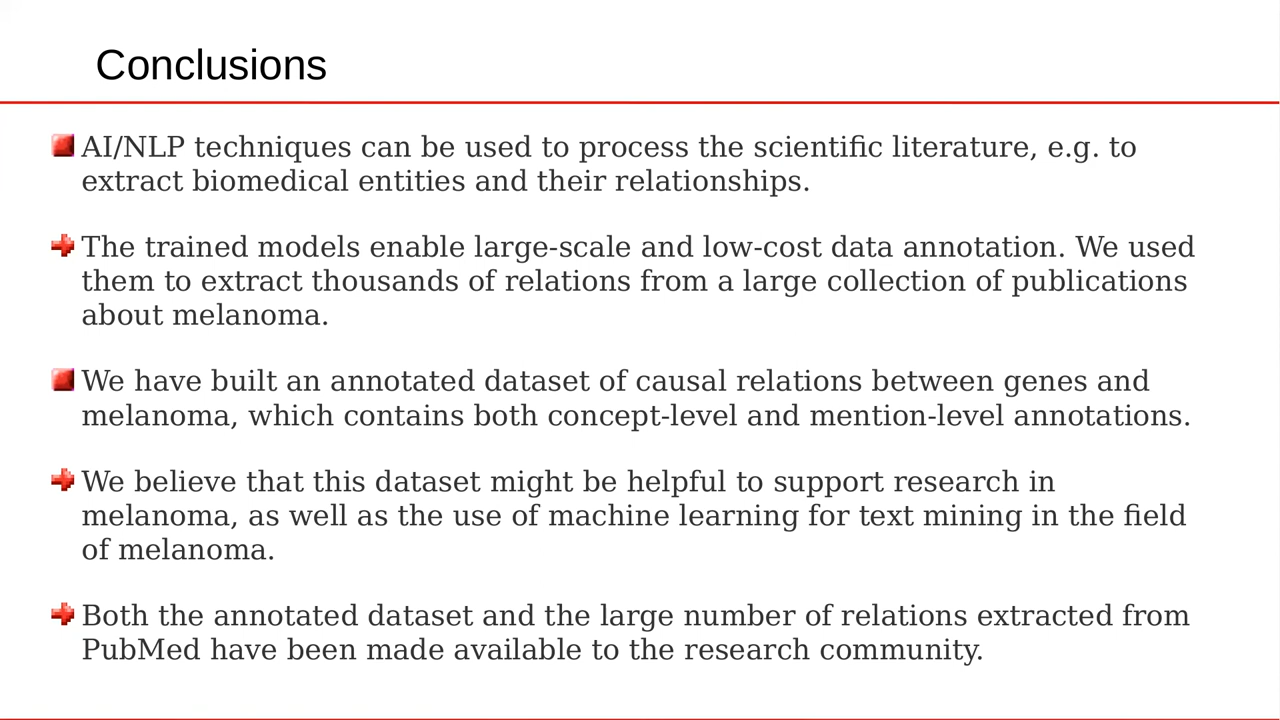 Conclusions
AI/NLP techniques can be used to process the scientific literature, e.g. to
extract biomedical entities and their relationships.
The trained models enable large-scale and low-cost data annotation. We used
them to extract thousands of relations from a large collection of publications
about melanoma.
We have built an annotated dataset of causal relations between genes and
melanoma, which contains both concept-level and mention-level annotations.
We believe that this dataset might be helpful to support research in
melanoma, as well as the use of machine learning for text mining in the field
of melanoma.
Both the annotated dataset and the large number of relations extracted from
PubMed have been made available to the research community.